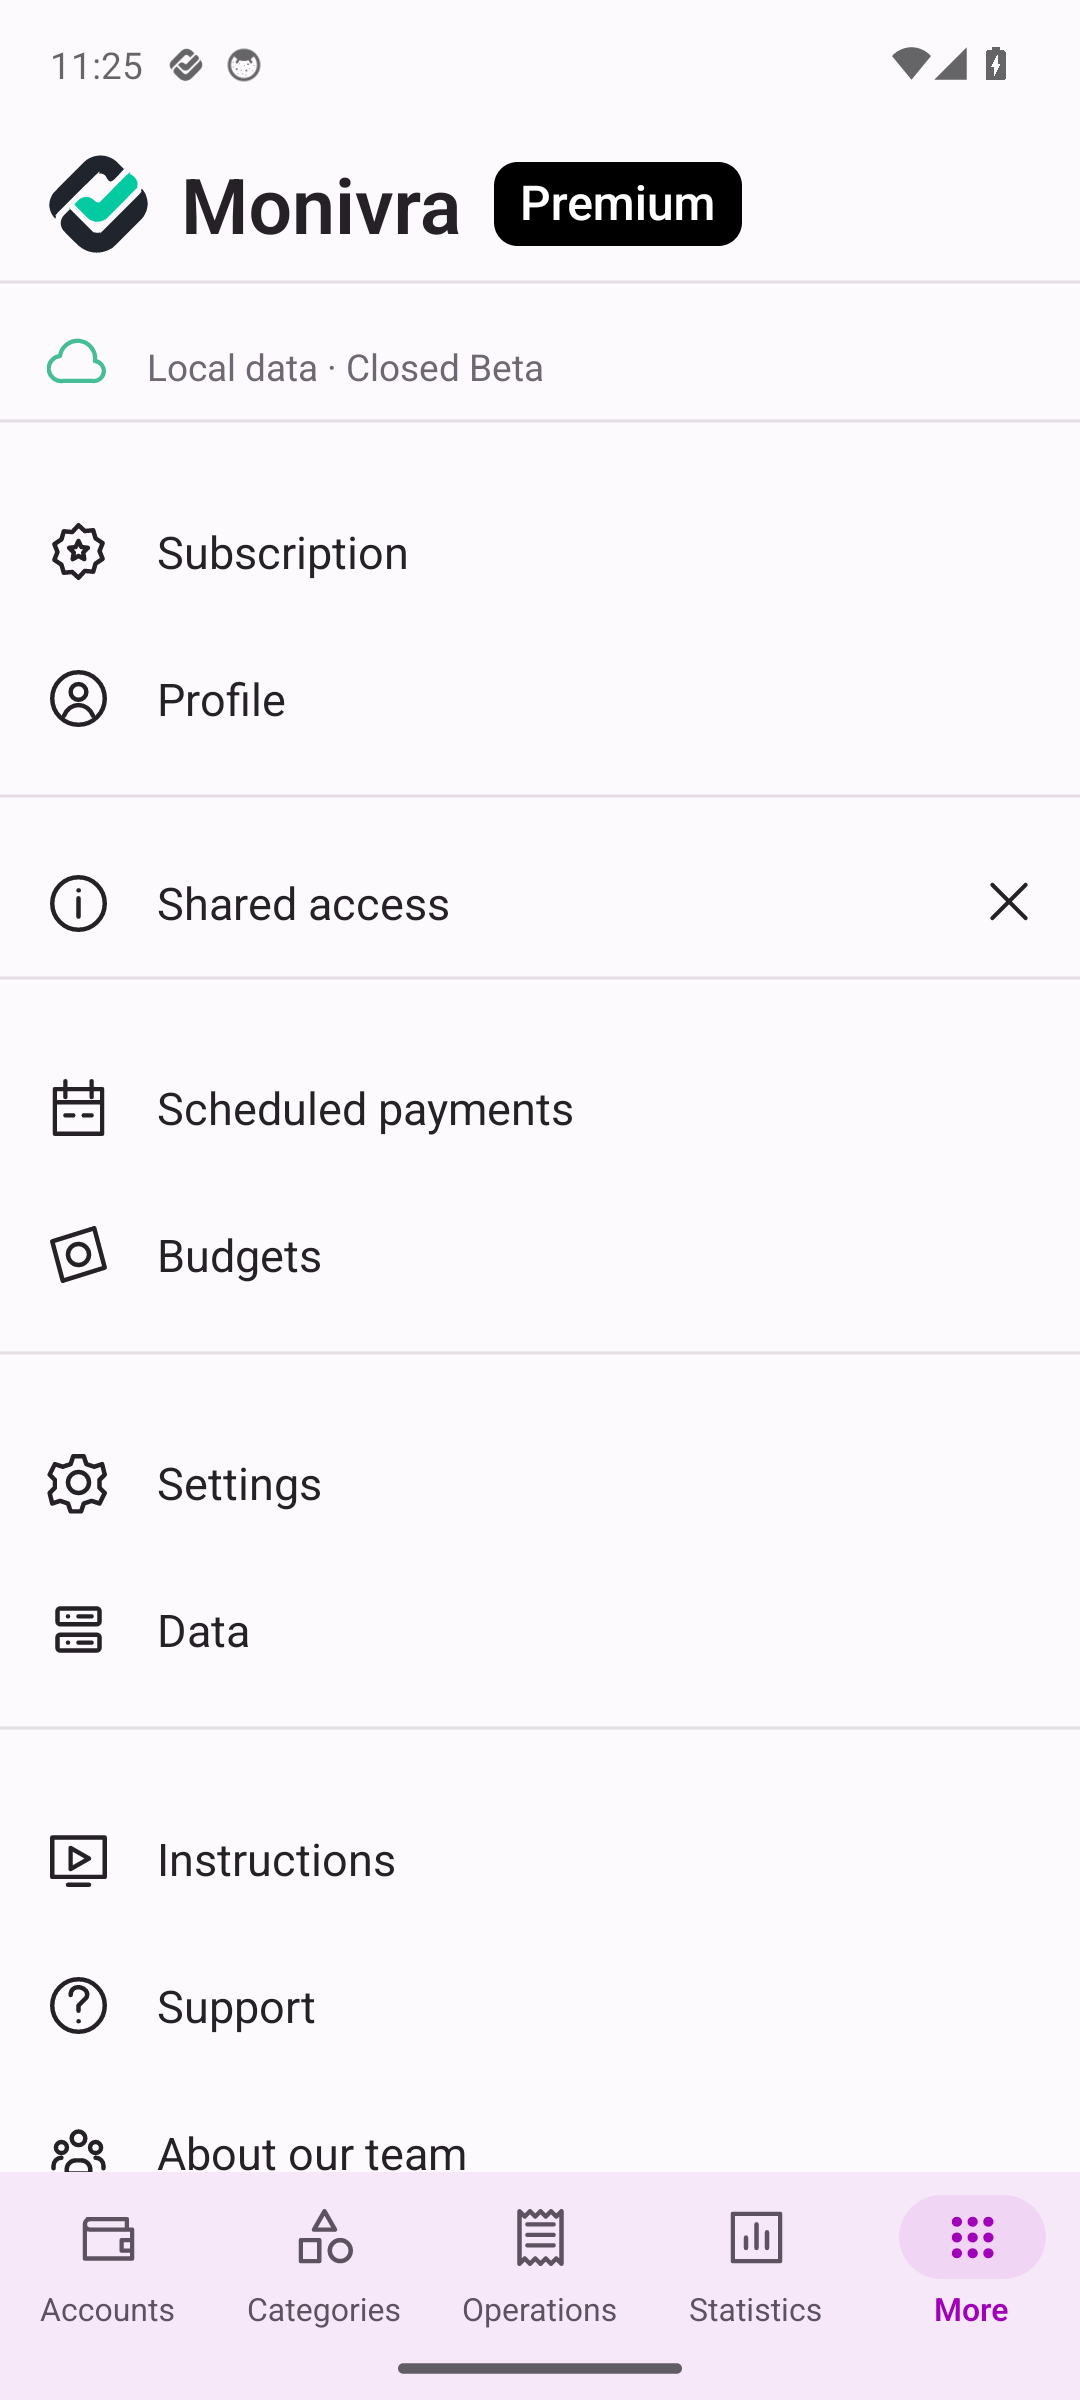 11:25
Monivra Premium
Local data · Closed Beta
Subscription
Profile
Shared access
Scheduled payments
Budgets
Settings
Data
Instructions
Support
About our team
Accounts Categories Operations Statistics More